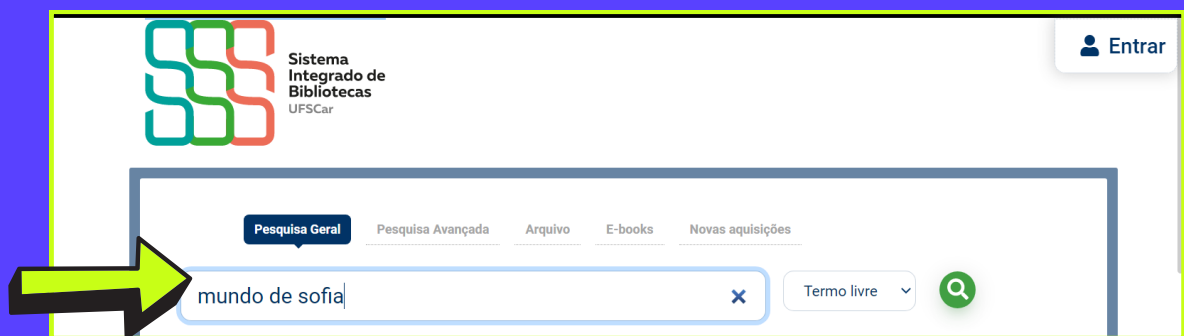 Sistema
Integrado de
Bibliotecas
UFSCar
Entrar
Pesquisa Geral
Pesquisa Avançada
Arquivo
E-books
Novas aquisições
mundo de sofia
Termo livre